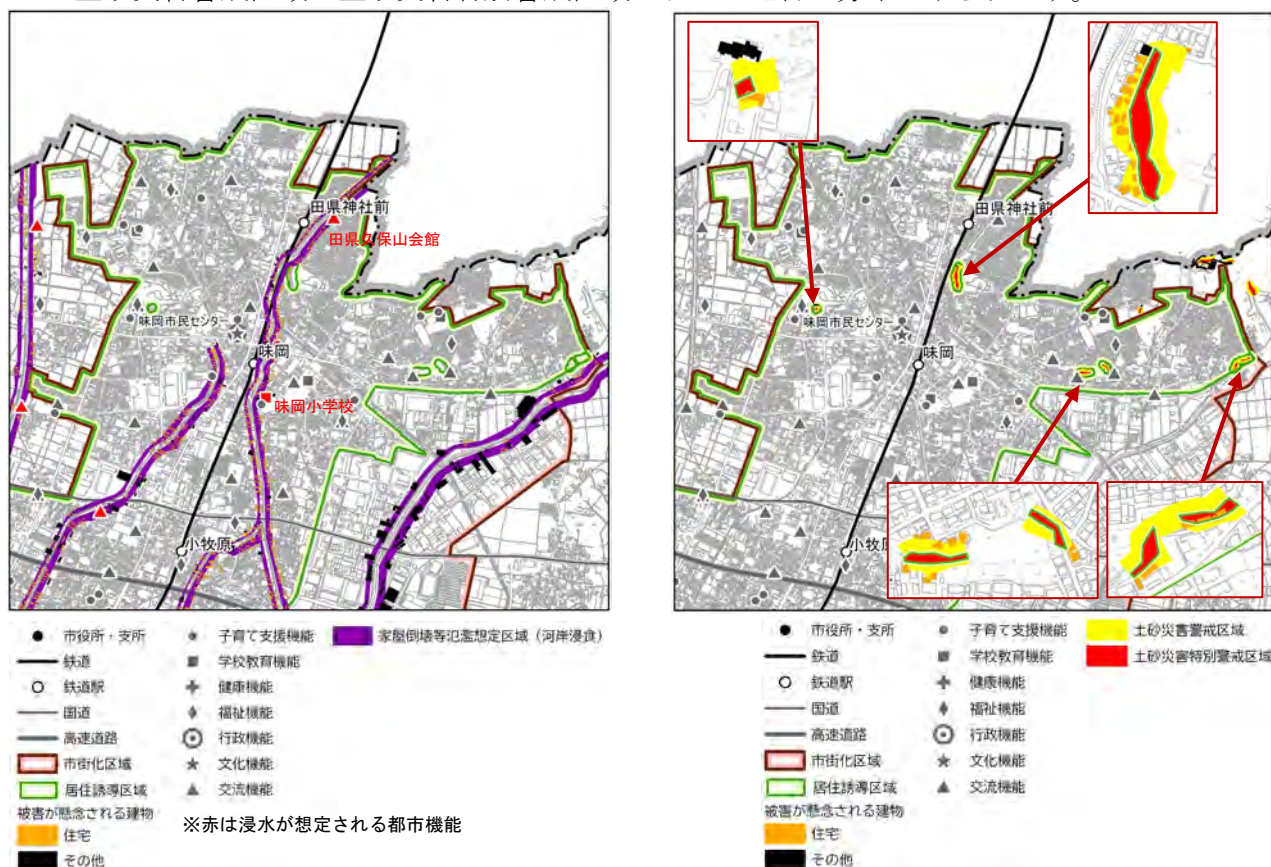 田県神社前
田県久保山会館
味岡市民センター
味岡
味岡小学校
小牧原
田県神社前
味岡市民センター
味岡
小牧原
市役所・支所
鉄道
鉄道駅
国道
高速道路
市街化区域
居住誘導区域
被害が懸念される建物
住宅
その他
子育て支援機能
学校教育機能
健康機能
福祉機能
行政機能
文化機能
交流機能
家屋倒壊等氾濫想定区域（河岸浸食）
※赤は浸水が想定される都市機能
市役所・支所
鉄道
鉄道駅
国道
高速道路
市街化区域
居住誘導区域
被害が懸念される建物
住宅
その他
子育て支援機能
学校教育機能
健康機能
福祉機能
行政機能
文化機能
交流機能
土砂災害警戒区域
土砂災害特別警戒区域